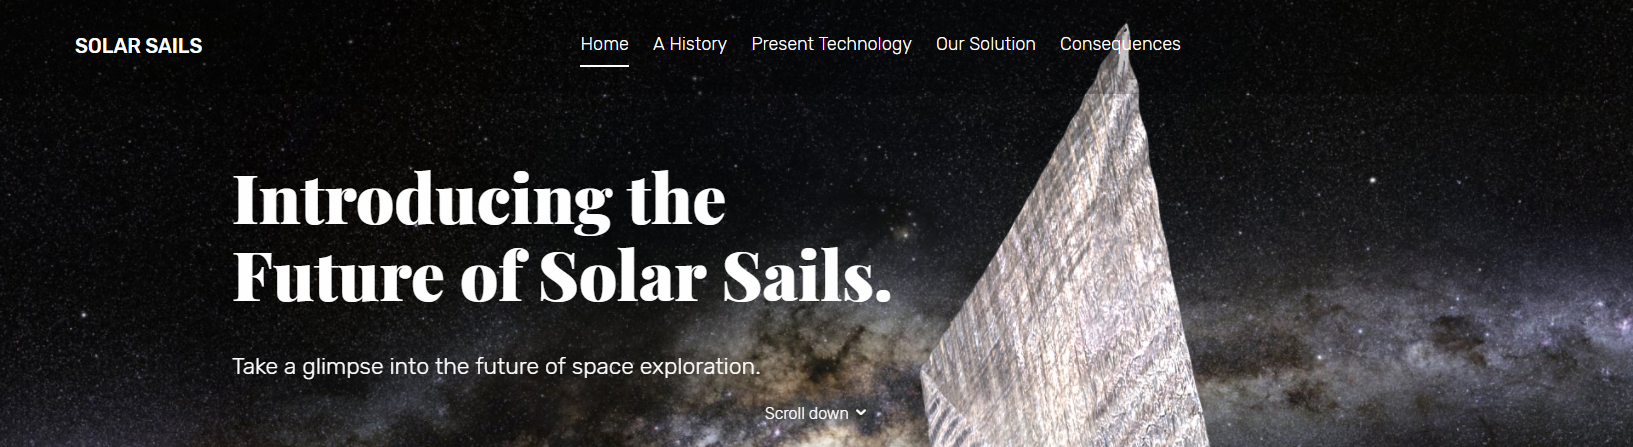 SOLAR SAILS
Home A History Present Technology Our Solution Consequences
Introducing the
Future of Solar Sails.
Take a glimpse into the future of space exploration.
Scroll down